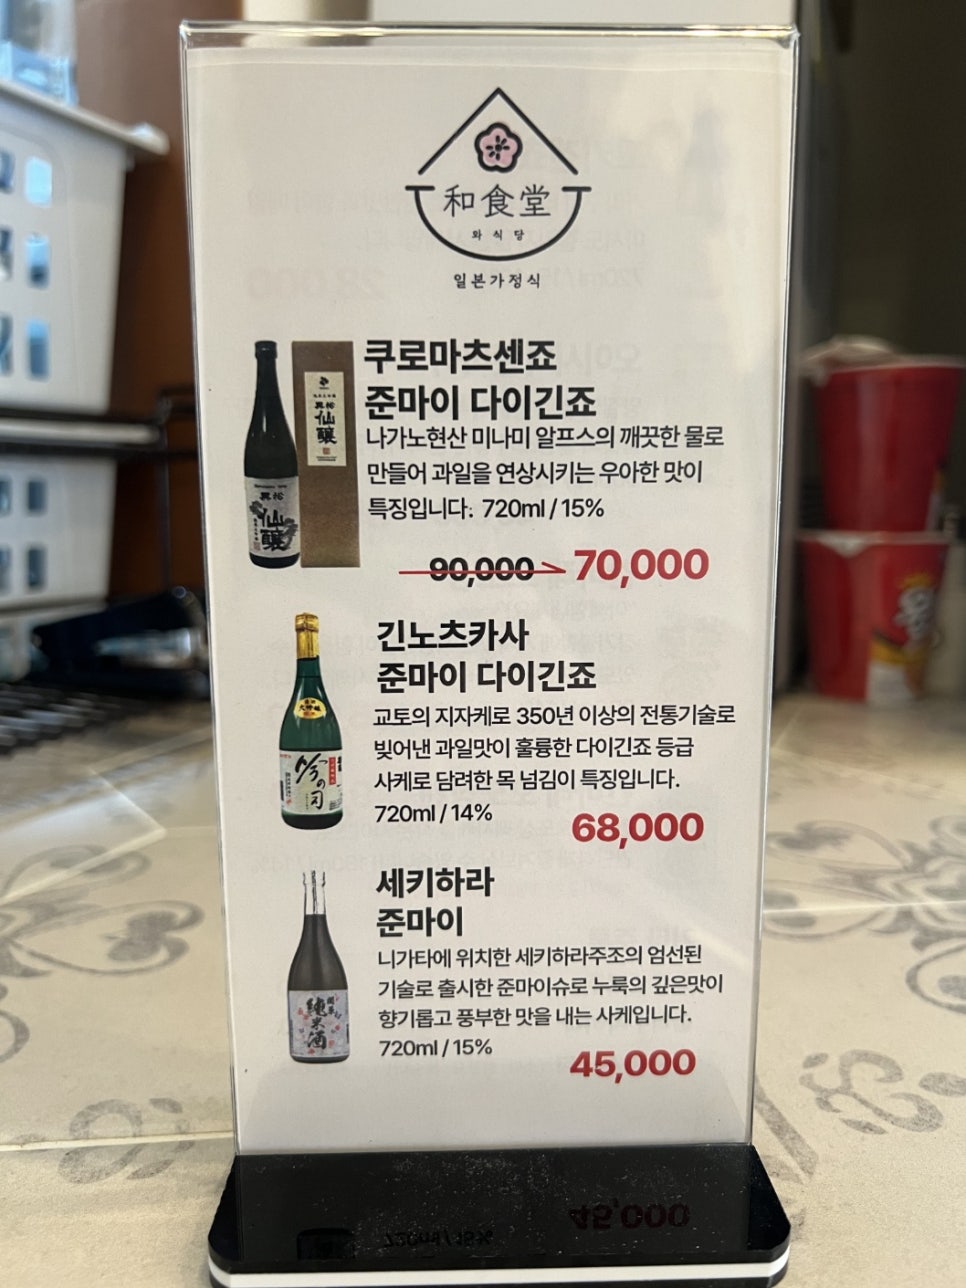 和食堂
와식당
일본가정식
쿠로마츠센죠
준마이 다이긴죠
나가노현산 미나미 알프스의 깨끗한 물로
만들어 과일을 연상시키는 우아한 맛이
특징입니다. 720ml / 15%
90,000 > 70,000
긴노츠카사
준마이 다이긴죠
교토의 지자케로 350년 이상의 전통기술로
빚어낸 과일맛이 훌륭한 다이긴죠 등급
사케로 담려한 목 넘김이 특징입니다.
720ml / 14%
68,000
세키하라
준마이
니가타에 위치한 세키하라주조의 엄선된
기술로 출시한 준마이슈로 누룩의 깊은맛이
향기롭고 풍부한 맛을 내는 사케입니다.
720ml / 15%
45,000
黒松
仙醸
吟の司
純米酒